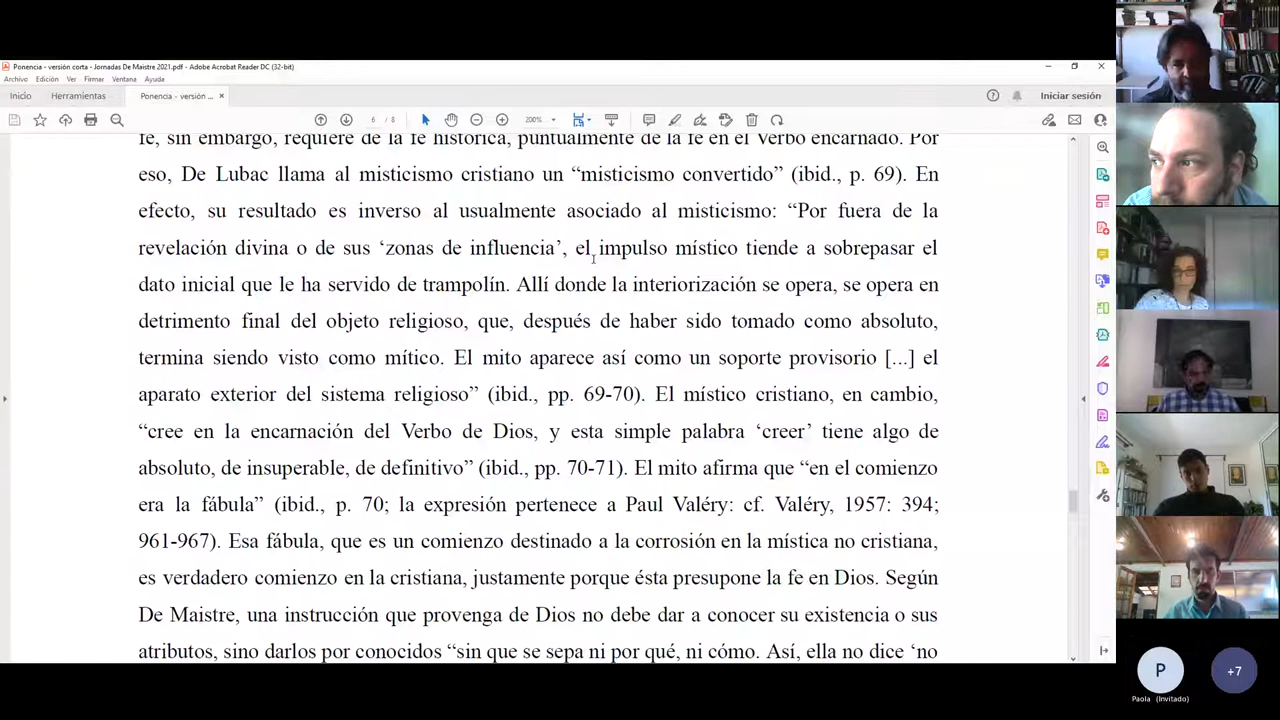 Ponencia - versión corta - Jornadas De Maistre 2021.pdf - Adobe Acrobat Reader DC (32-bit)
Archivo Edición Ver Firmar Ventana Ayuda
Inicio Herramientas Ponencia - versión ... Iniciar sesión
6 / 8 200%
fe, sin embargo, requiere de la fe histórica, puntualmente de la fe en el Verbo encarnado. Por
eso, De Lubac llama al misticismo cristiano un “misticismo convertido” (ibid., p. 69). En
efecto, su resultado es inverso al usualmente asociado al misticismo: “Por fuera de la
revelación divina o de sus ‘zonas de influencia’, el impulso místico tiende a sobrepasar el
dato inicial que le ha servido de trampolín. Allí donde la interiorización se opera, se opera en
detrimento final del objeto religioso, que, después de haber sido tomado como absoluto,
termina siendo visto como mítico. El mito aparece así como un soporte provisorio [...] el
aparato exterior del sistema religioso” (ibid., pp. 69-70). El místico cristiano, en cambio,
“cree en la encarnación del Verbo de Dios, y esta simple palabra ‘creer’ tiene algo de
absoluto, de insuperable, de definitivo” (ibid., pp. 70-71). El mito afirma que “en el comienzo
era la fábula” (ibid., p. 70; la expresión pertenece a Paul Valéry: cf. Valéry, 1957: 394;
961-967). Esa fábula, que es un comienzo destinado a la corrosión en la mística no cristiana,
es verdadero comienzo en la cristiana, justamente porque ésta presupone la fe en Dios. Según
De Maistre, una instrucción que provenga de Dios no debe dar a conocer su existencia o sus
atributos, sino darlos por conocidos “sin que se sepa ni por qué, ni cómo. Así, ella no dice ‘no
P
+7
Paola (Invitado)